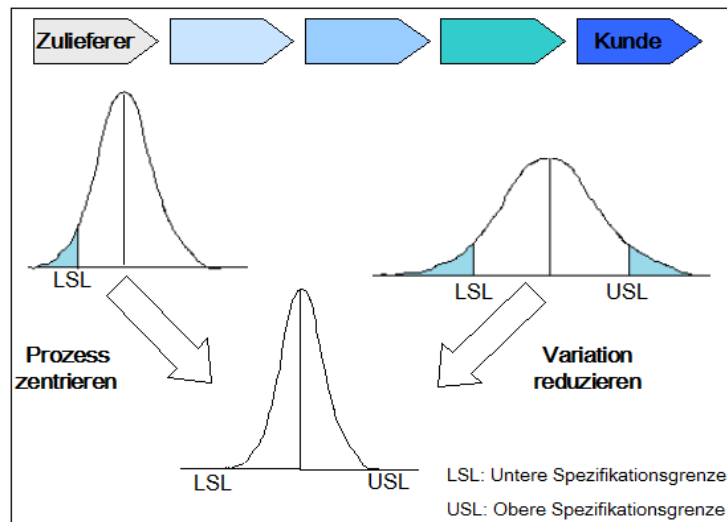 Zulieferer
Kunde
LSL
LSL
USL
Prozess
zentrieren
Variation
reduzieren
LSL
USL
LSL: Untere Spezifikationsgrenze
USL: Obere Spezifikationsgrenze